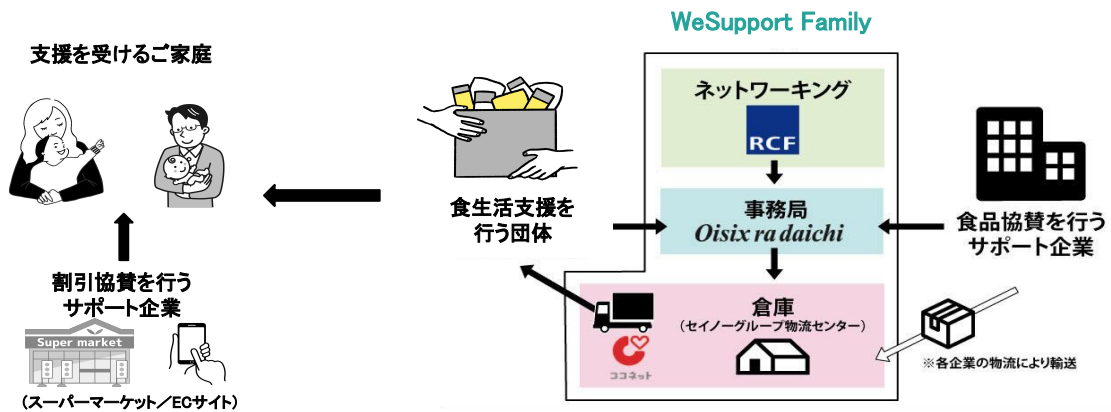 WeSupport Family
支援を受けるご家庭
割引協賛を行う
サポート企業
Super market
(スーパーマーケット／ECサイト)
食生活支援を
行う団体
ネットワーキング
RCF
事務局
Oisix ra daichi
倉庫
(セイノーグループ物流センター)
ココネット
食品協賛を行う
サポート企業
※各企業の物流により輸送